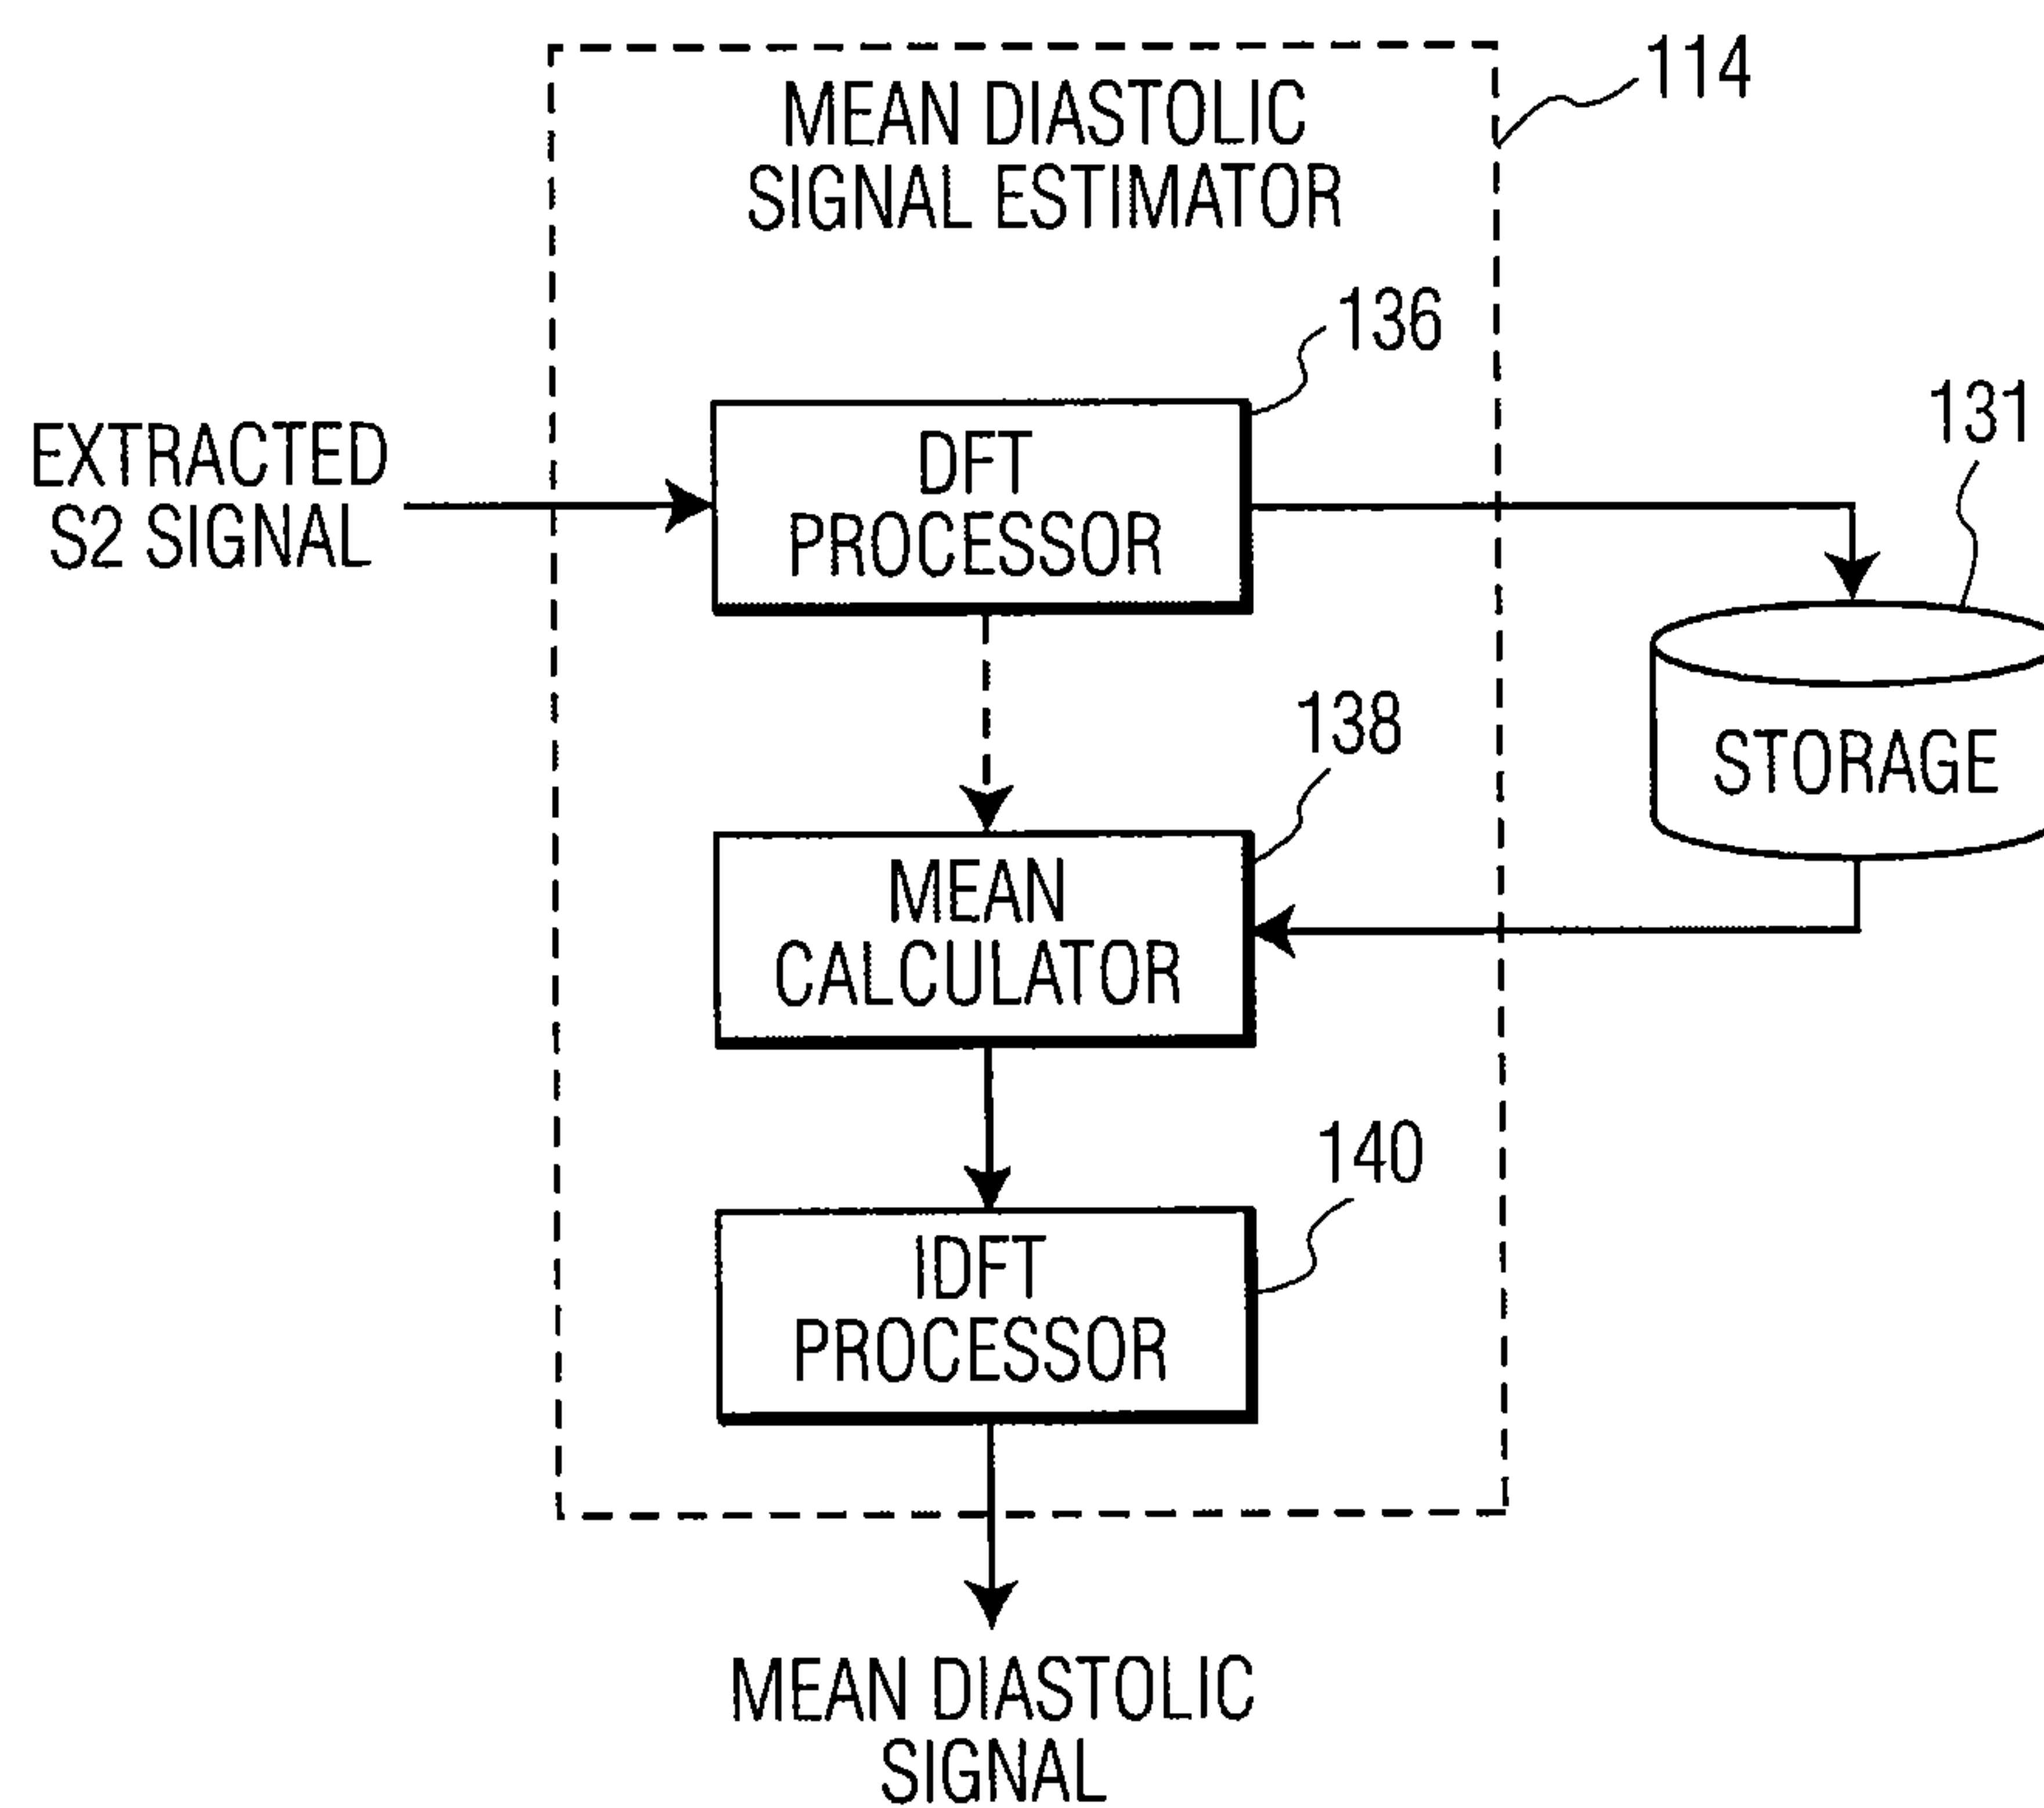 114
MEAN DIASTOLIC
SIGNAL ESTIMATOR
136
131
EXTRACTED
S2 SIGNAL
DFT
PROCESSOR
138
STORAGE
MEAN
CALCULATOR
140
IDFT
PROCESSOR
MEAN DIASTOLIC
SIGNAL